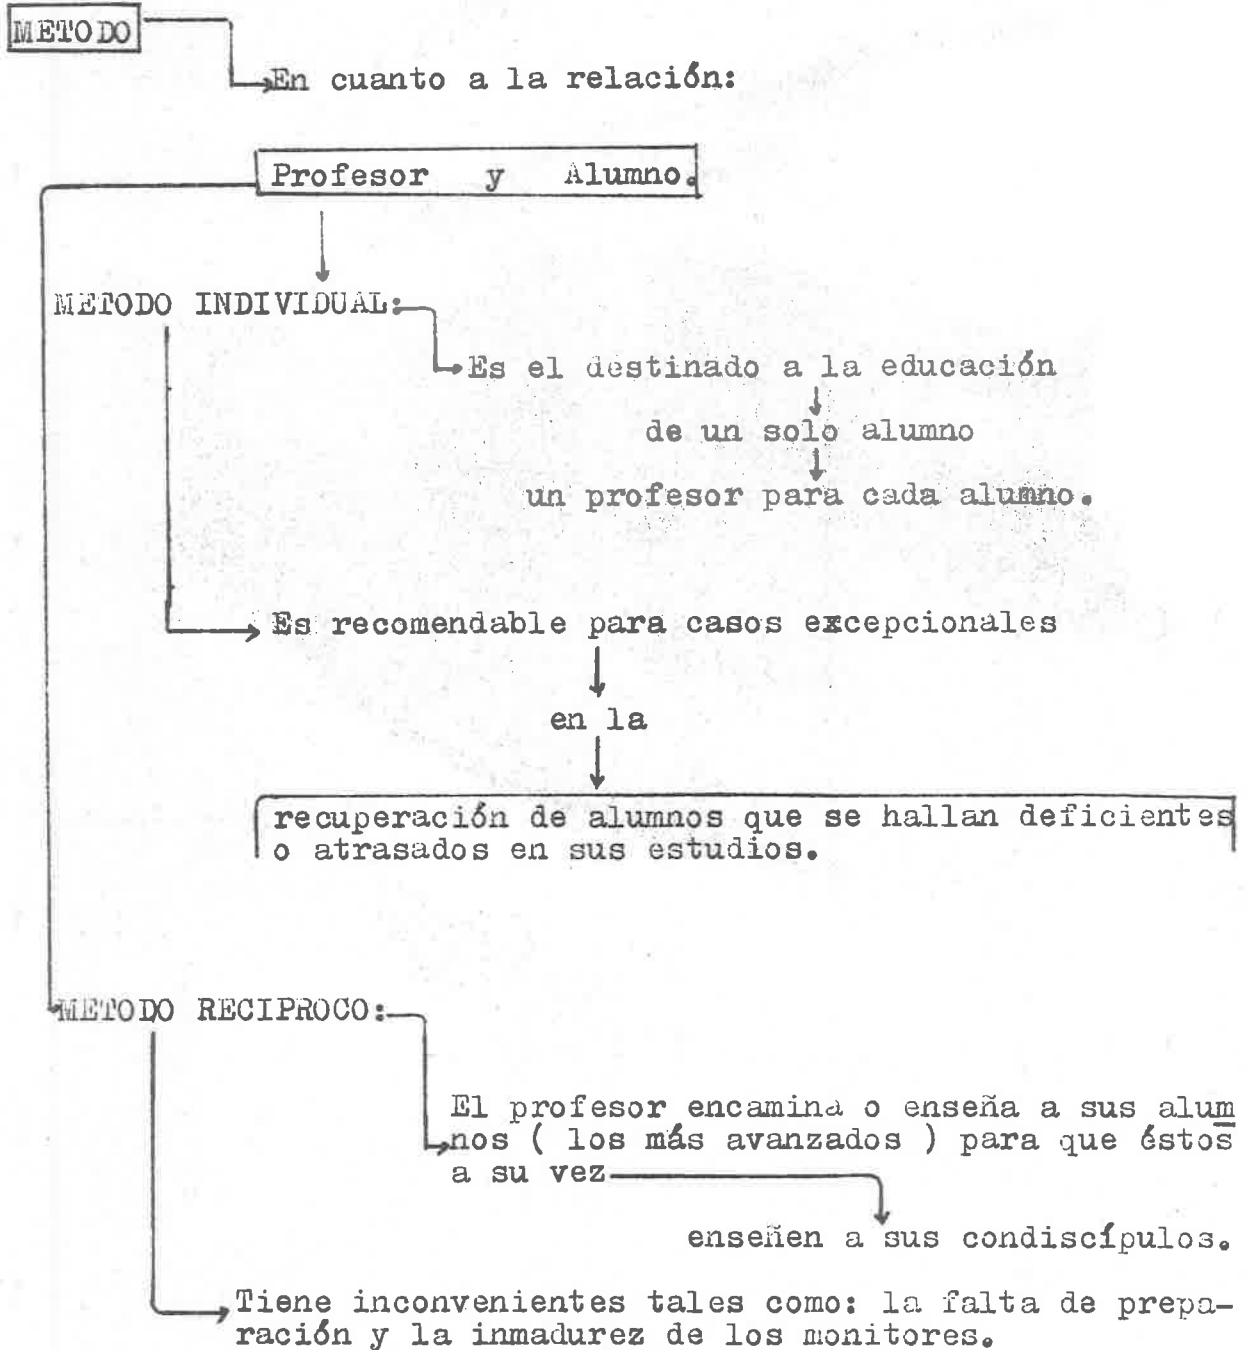 METODO
En cuanto a la relación:
Profesor y Alumno.
METODO INDIVIDUAL:
Es el destinado a la educación
de un solo alumno
un profesor para cada alumno.
Es recomendable para casos excepcionales
en la
recuperación de alumnos que se hallan deficientes
o atrasados en sus estudios.
METODO RECIPROCO:
El profesor encamina o enseña a sus alum
nos ( los más avanzados ) para que éstos
a su vez
enseñen a sus condiscípulos.
Tiene inconvenientes tales como: la falta de prepa-
ración y la inmadurez de los monitores.